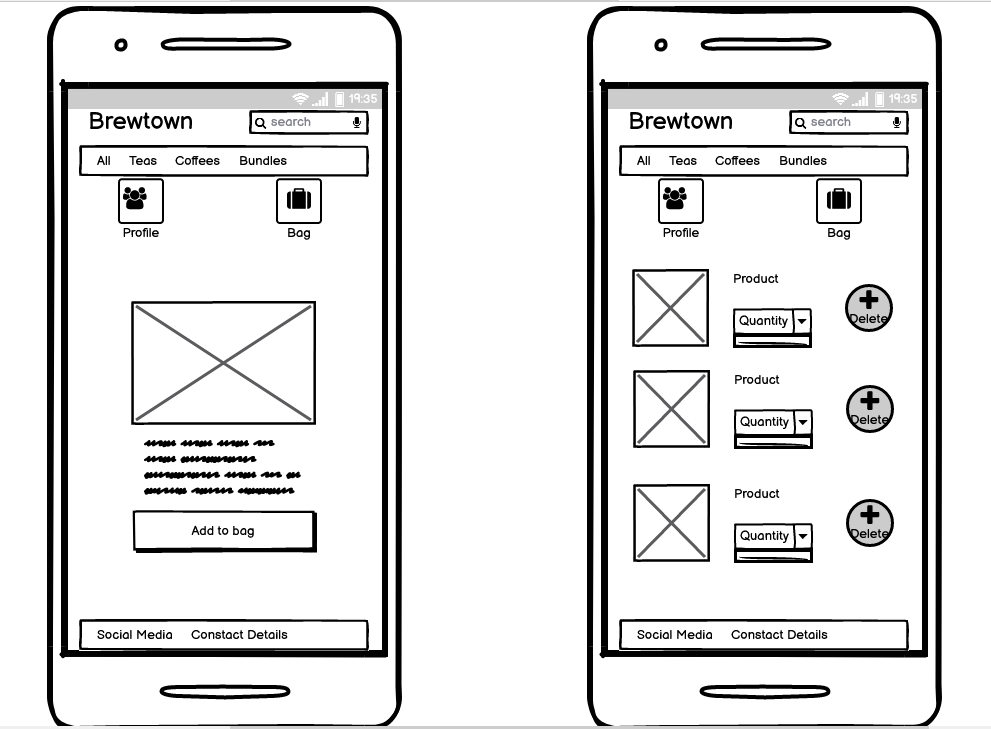 19:35
Brewtown search
All Teas Coffees Bundles
Profile Bag
Add to bag
Social Media Constact Details
19:35
Brewtown search
All Teas Coffees Bundles
Profile Bag
Product
Quantity Delete
Product
Quantity Delete
Product
Quantity Delete
Social Media Constact Details